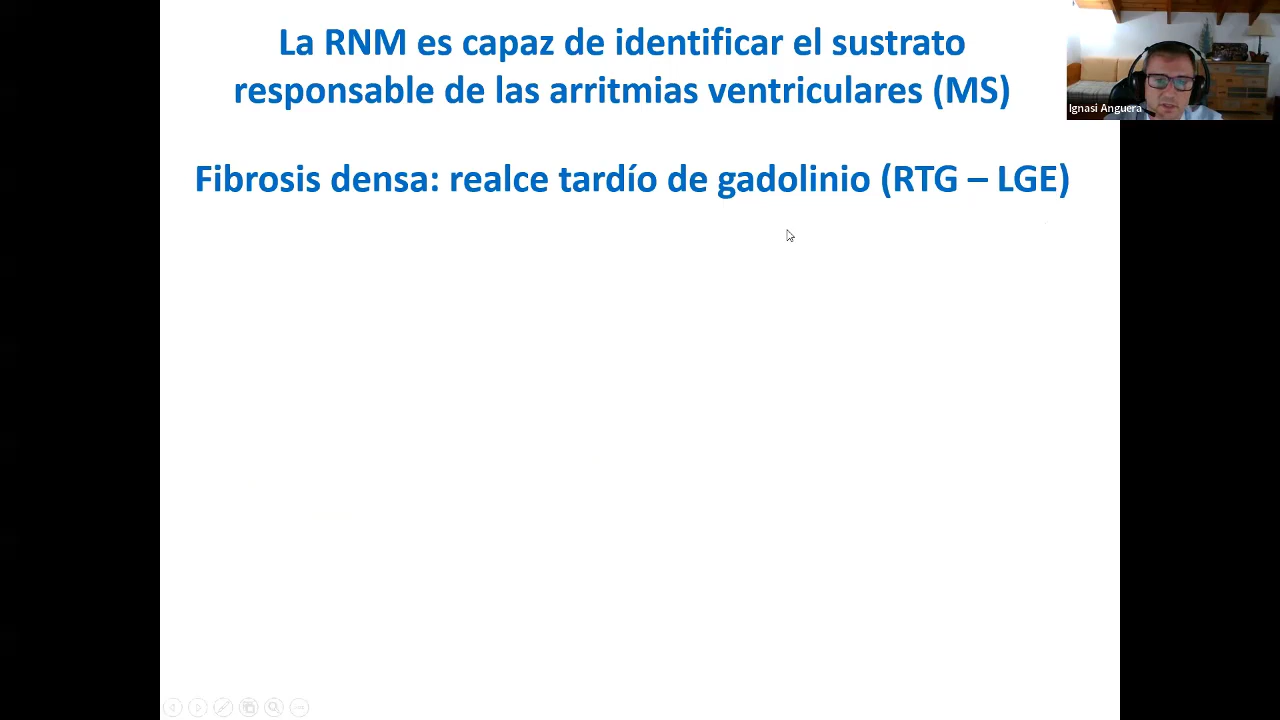 La RNM es capaz de identificar el sustrato
responsable de las arritmias ventriculares (MS)
Fibrosis densa: realce tardío de gadolinio (RTG – LGE)
Ignasi Anguera